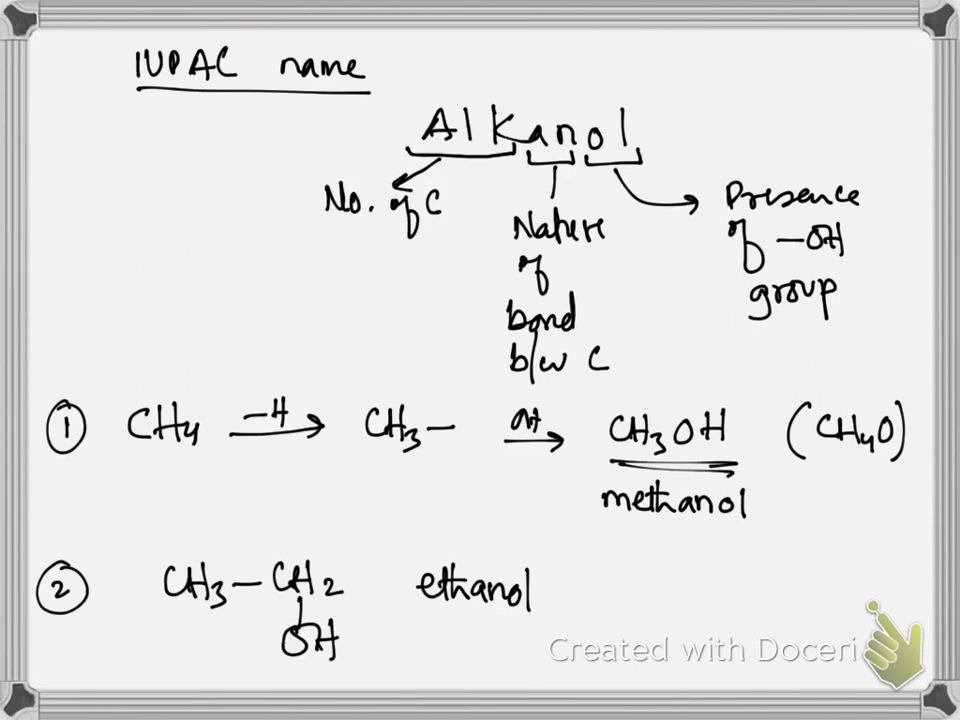 IUPAC name
Alkanol
No. of C
Nature
of
bond
b/w C
Presence
of -OH
group
① CH4 -H CH3- OH CH3OH (CH4O)
methanol
② CH3-CH2 ethanol
OH
Created with Doceri